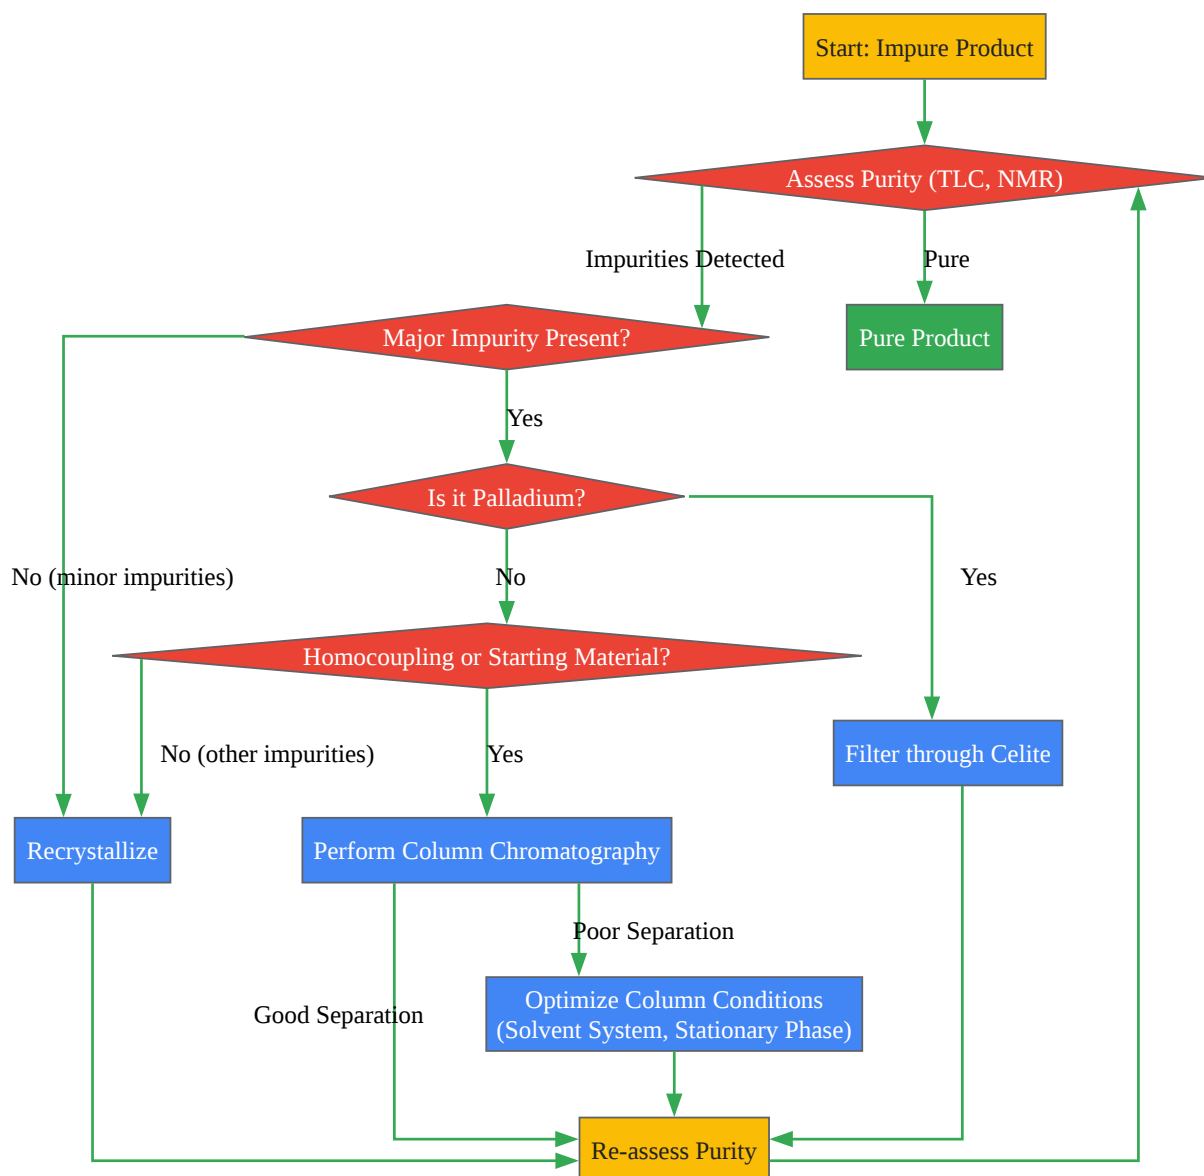 Start: Impure Product
Assess Purity (TLC, NMR)
Impurities Detected
Pure
Major Impurity Present?
Pure Product
Yes
Is it Palladium?
No (minor impurities)
No
Yes
Homocoupling or Starting Material?
No (other impurities)
Yes
Filter through Celite
Recrystallize
Perform Column Chromatography
Poor Separation
Good Separation
Optimize Column Conditions
(Solvent System, Stationary Phase)
Re-assess Purity